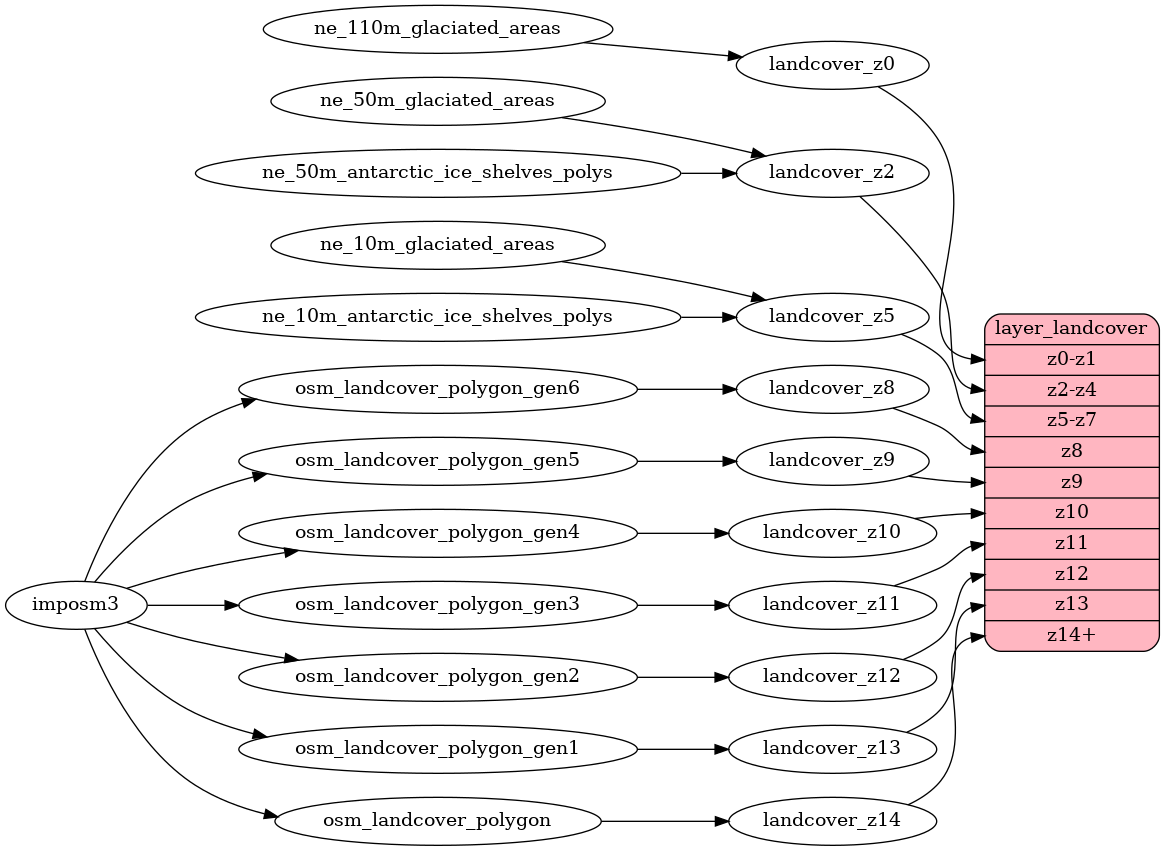 ne_110m_glaciated_areas
landcover_z0
ne_50m_glaciated_areas
ne_50m_antarctic_ice_shelves_polys
landcover_z2
ne_10m_glaciated_areas
ne_10m_antarctic_ice_shelves_polys
landcover_z5
imposm3
osm_landcover_polygon_gen6
landcover_z8
osm_landcover_polygon_gen5
landcover_z9
osm_landcover_polygon_gen4
landcover_z10
osm_landcover_polygon_gen3
landcover_z11
osm_landcover_polygon_gen2
landcover_z12
osm_landcover_polygon_gen1
landcover_z13
osm_landcover_polygon
landcover_z14
layer_landcover
z0-z1
z2-z4
z5-z7
z8
z9
z10
z11
z12
z13
z14+